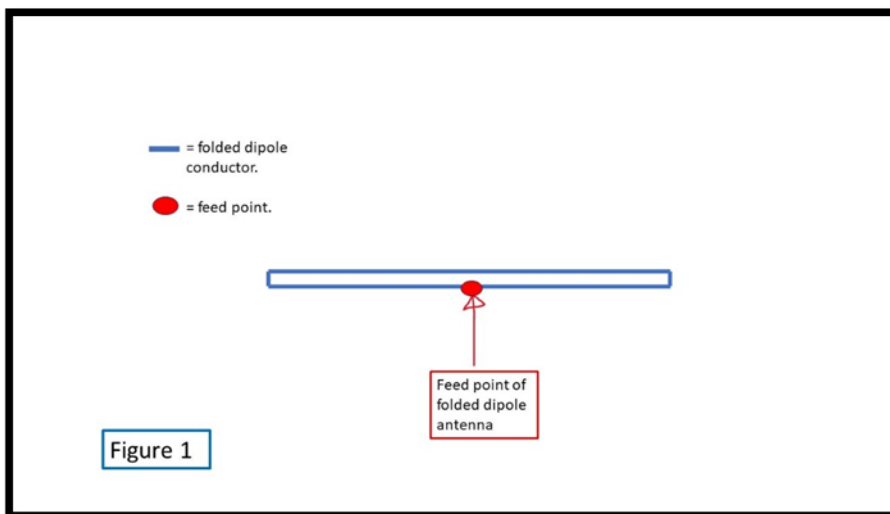 = folded dipole
conductor.
= feed point.
Feed point of
folded dipole
antenna
Figure 1